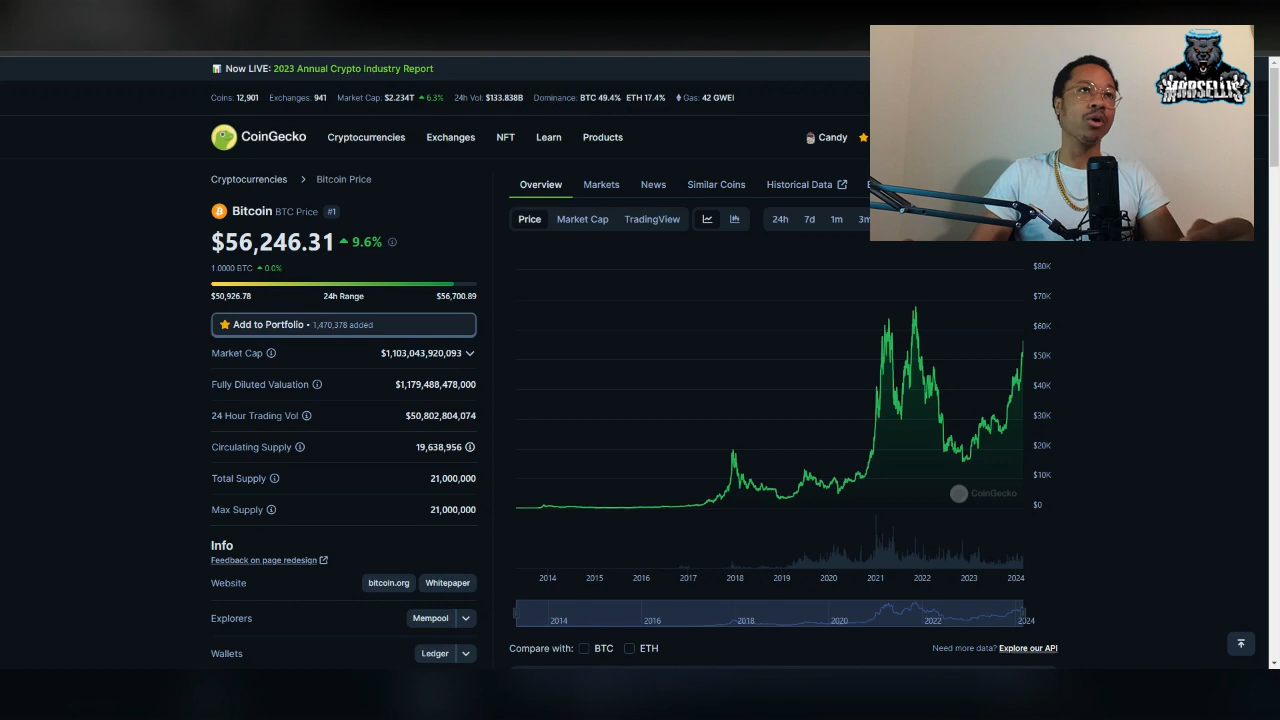 Now LIVE: 2023 Annual Crypto Industry Report
Coins: 12,901 Exchanges: 941 Market Cap: $2.234T 6.3% 24h Vol: $133.838B Dominance: BTC 49.4% ETH 17.4% Gas: 42 GWEI
MARSELLIS
CoinGecko Cryptocurrencies Exchanges NFT Learn Products Candy
Cryptocurrencies > Bitcoin Price
Bitcoin BTC Price #1
$56,246.31 9.6%
1.0000 BTC 0.0%
$50,926.78 24h Range $56,700.89
Add to Portfolio • 1,470,378 added
Market Cap $1,103,043,920,093
Fully Diluted Valuation $1,179,488,478,000
24 Hour Trading Vol $50,802,804,074
Circulating Supply 19,638,956
Total Supply 21,000,000
Max Supply 21,000,000
Info
Feedback on page redesign
Website bitcoin.org Whitepaper
Explorers Mempool
Wallets Ledger
Overview Markets News Similar Coins Historical Data
Price Market Cap TradingView 24h 7d 1m
$80K
$70K
$60K
$50K
$40K
$30K
$20K
$10K
$0
CoinGecko
2014 2015 2016 2017 2018 2019 2020 2021 2022 2023 2024
2014 2016 2018 2020 2022 2024
Compare with: BTC ETH Need more data? Explore our API